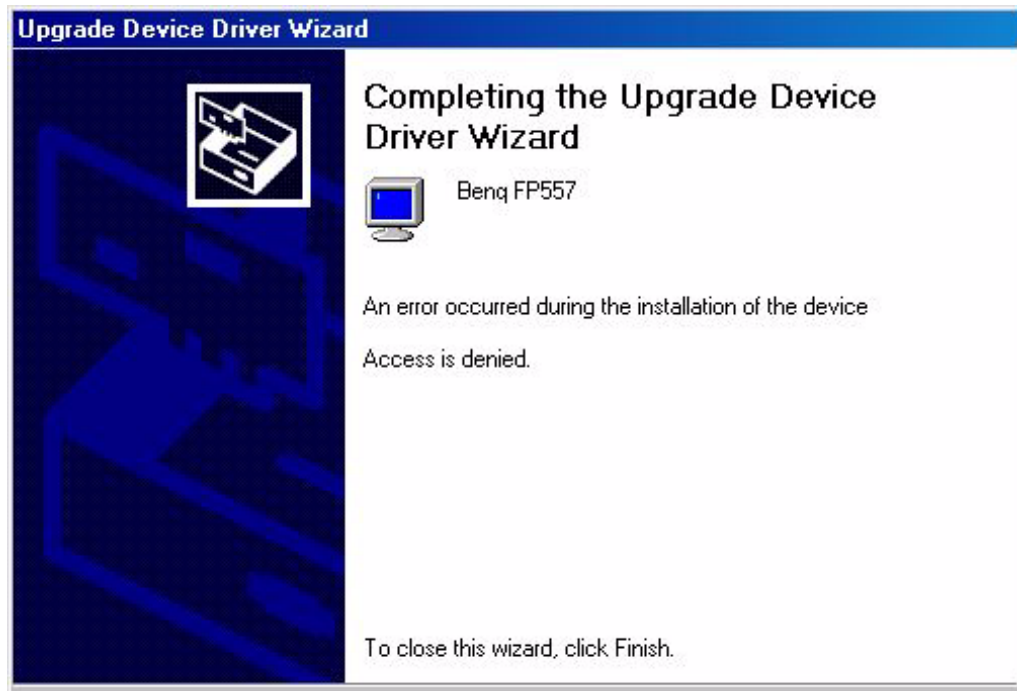 Upgrade Device Driver Wizard
Completing the Upgrade Device
Driver Wizard
Benq FP557
An error occurred during the installation of the device
Access is denied.
To close this wizard, click Finish.